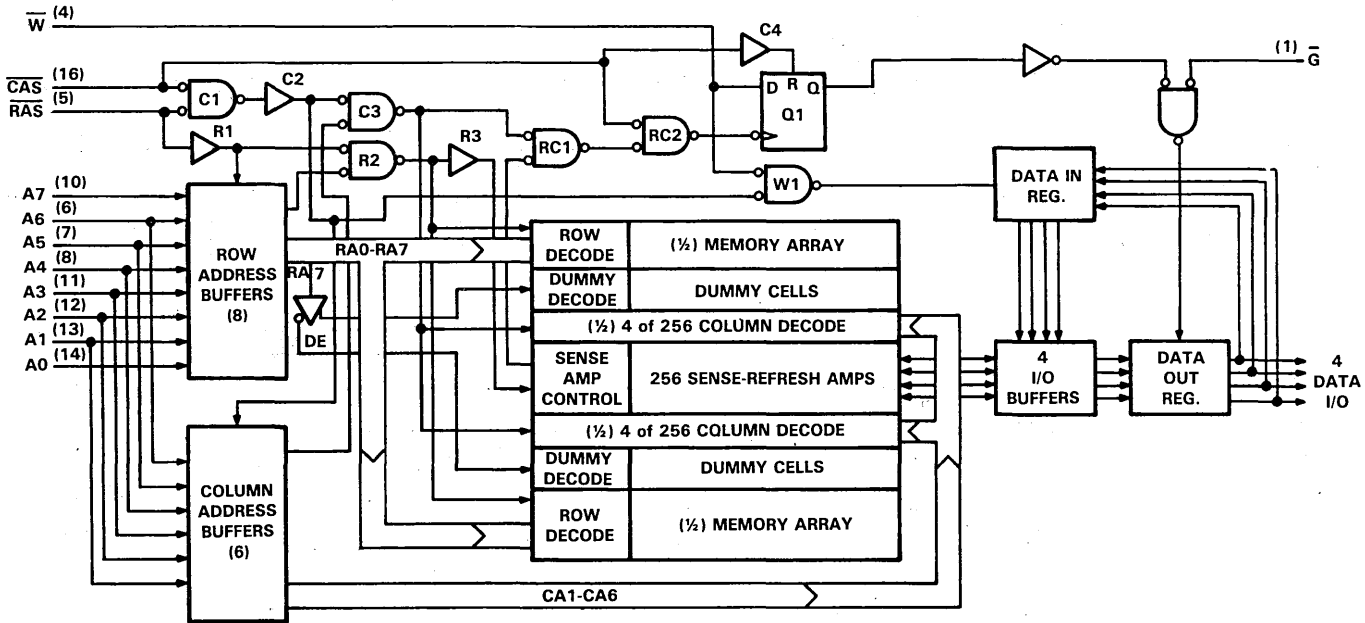 W (4)
C4
(1) G
CAS (16)
RAS (5)
C1
C2
C3
D R Q
Q1
R1
R2
R3
RC1
RC2
W1
DATA IN
REG.
A7 (10)
A6 (6)
A5 (7)
A4 (8)
A3 (11)
A2 (12)
A1 (13)
A0 (14)
ROW
ADDRESS
BUFFERS
(8)
RA0-RA7
RA7
DE
ROW
DECODE
(½) MEMORY ARRAY
DUMMY
DECODE
DUMMY CELLS
(½) 4 of 256 COLUMN DECODE
SENSE
AMP
CONTROL
256 SENSE-REFRESH AMPS
(½) 4 of 256 COLUMN DECODE
DUMMY
DECODE
DUMMY CELLS
ROW
DECODE
(½) MEMORY ARRAY
4
I/O
BUFFERS
DATA
OUT
REG.
4
DATA
I/O
COLUMN
ADDRESS
BUFFERS
(6)
CA1-CA6